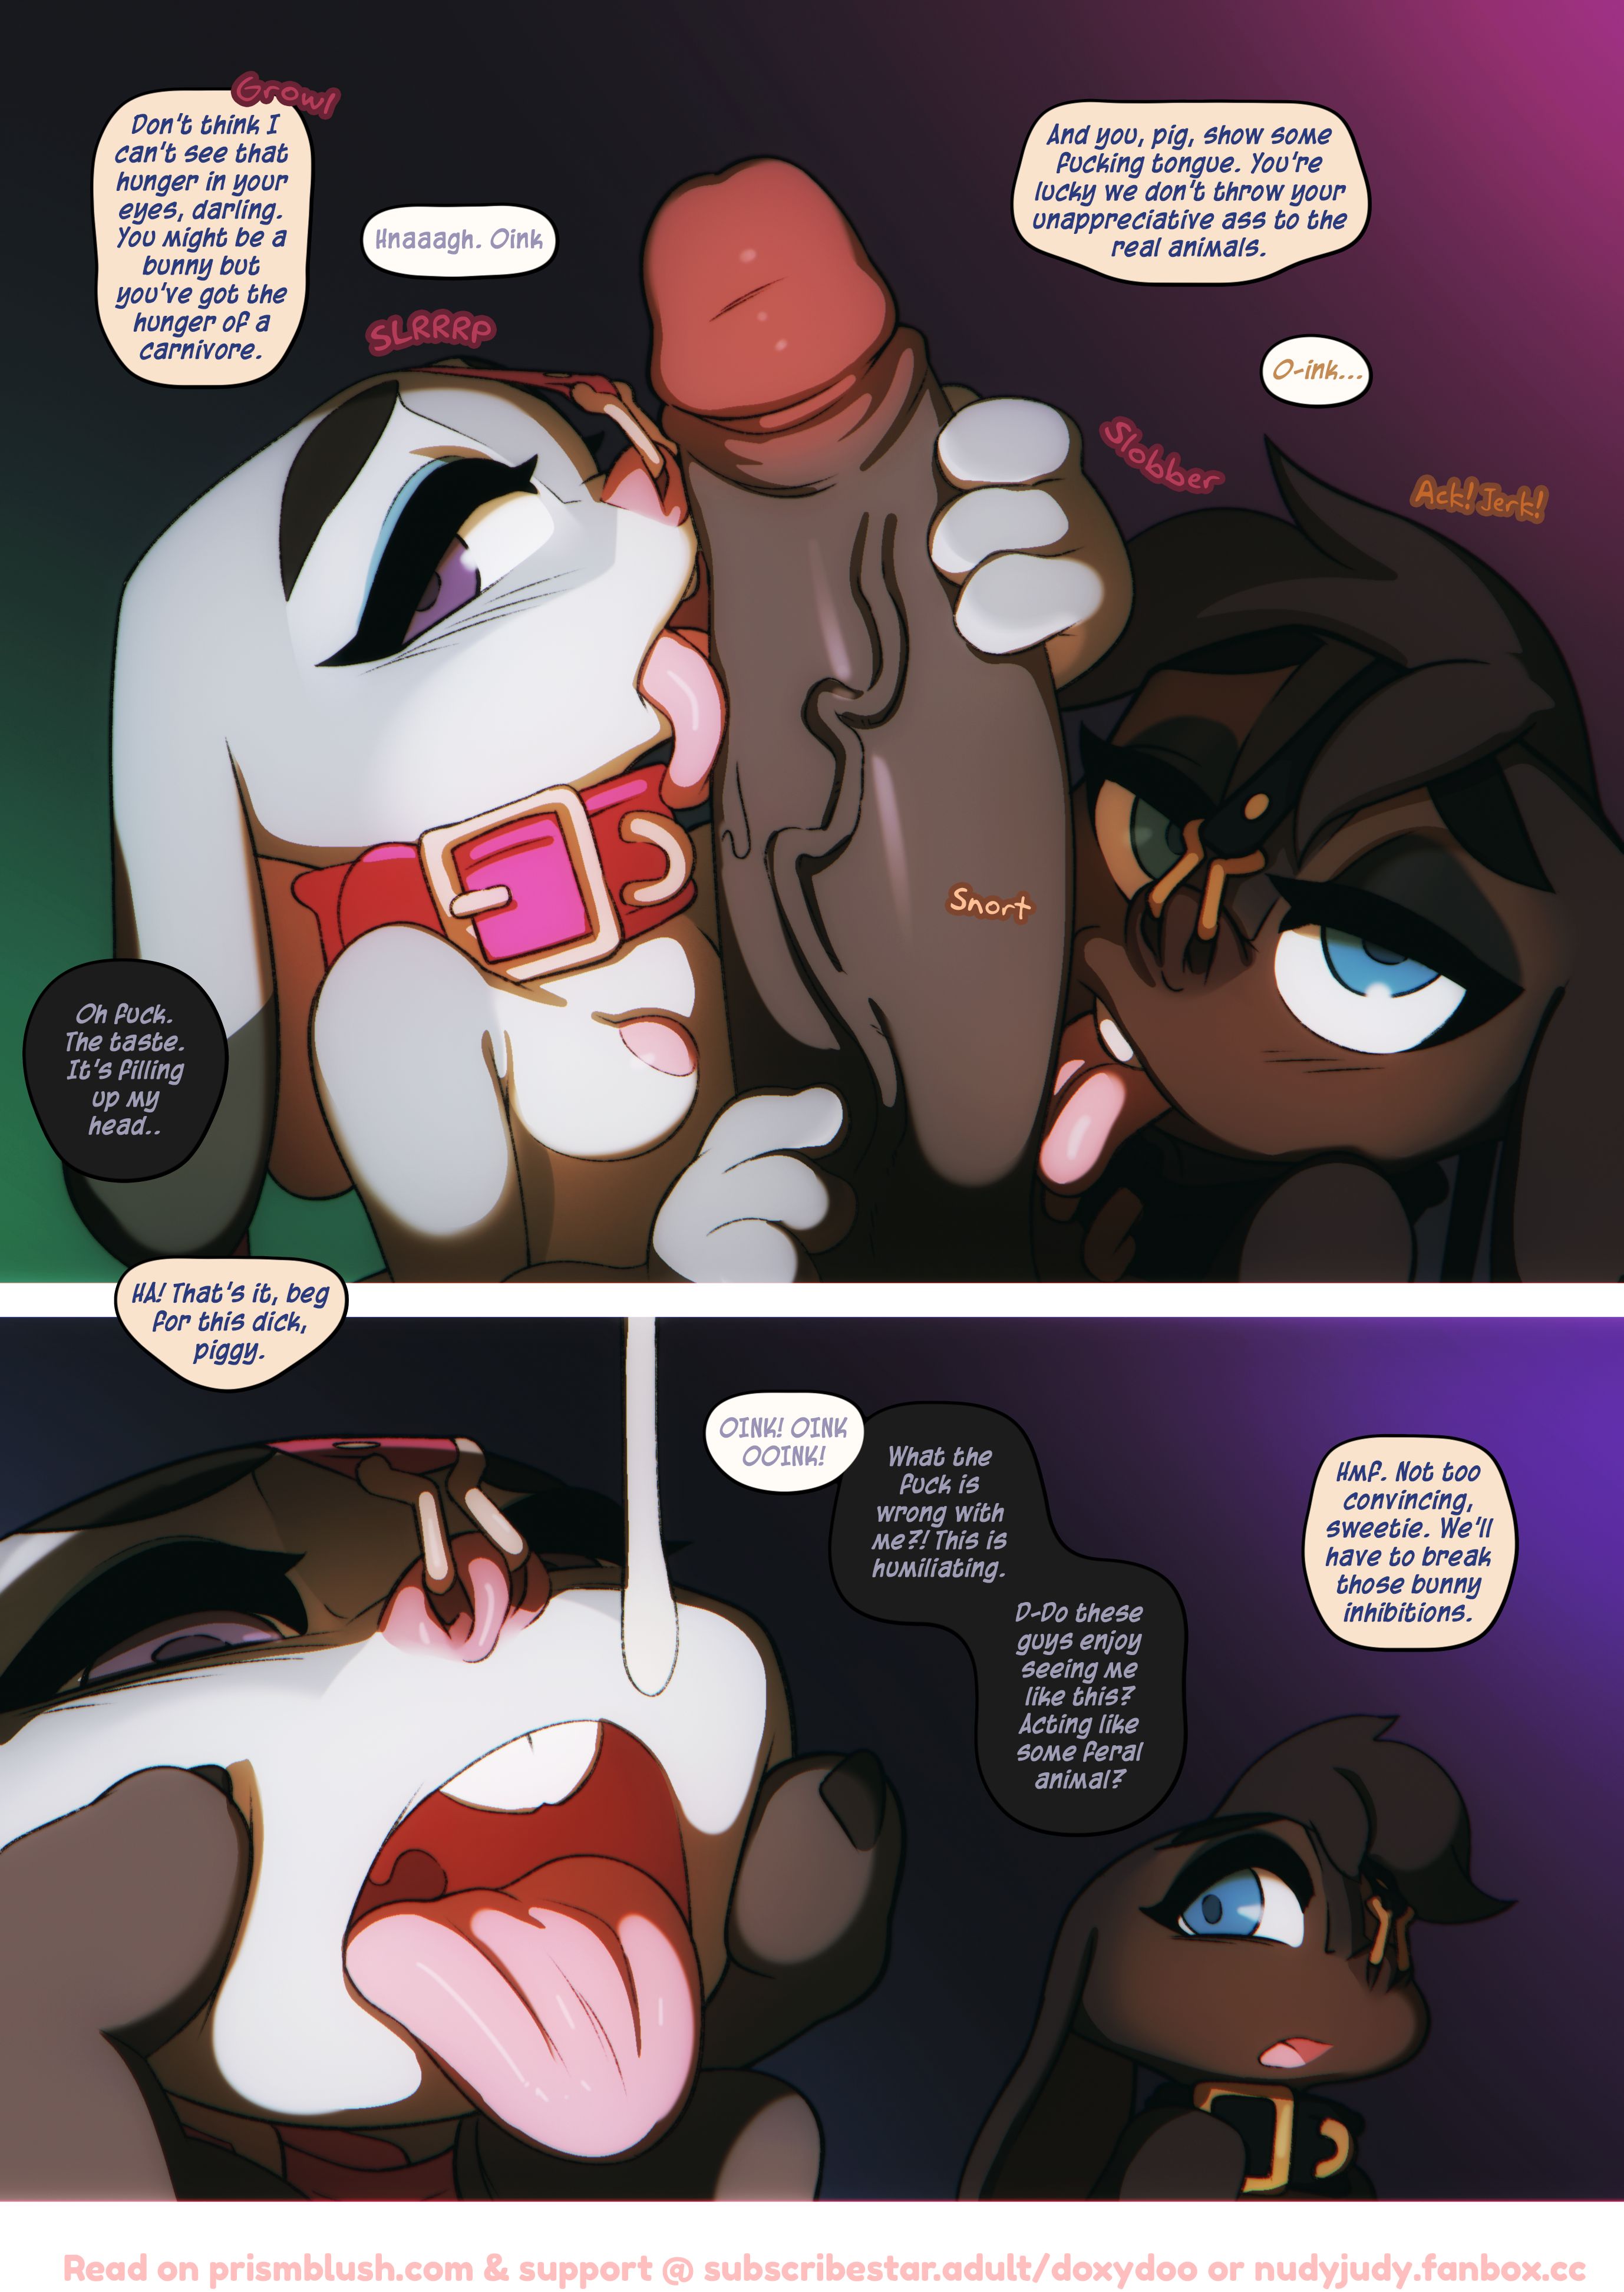 Growl
Don't think I
can't see that
hunger in your
eyes, darling.
You might be a
bunny but
you've got the
hunger of a
carnivore.
Hnaaagh. Oink
SLRRRP
And you, pig, show some
fucking tongue. You're
lucky we don't throw your
unappreciative ass to the
real animals.
O-ink...
Slobber
Ack! Jerk!
Snort
Oh fuck.
The taste.
It's filling
up my
head..
HA! That's it, beg
for this dick,
piggy.
OINK! OINK
OOINK!
What the
fuck is
wrong with
me?! This is
humiliating.
D-Do these
guys enjoy
seeing me
like this?
Acting like
some feral
animal?
Hmf. Not too
convincing,
sweetie. We'll
have to break
those bunny
inhibitions.
Read on prismblush.com & support @ subscribestar.adult/doxydoo or nudyjudy.fanbox.cc